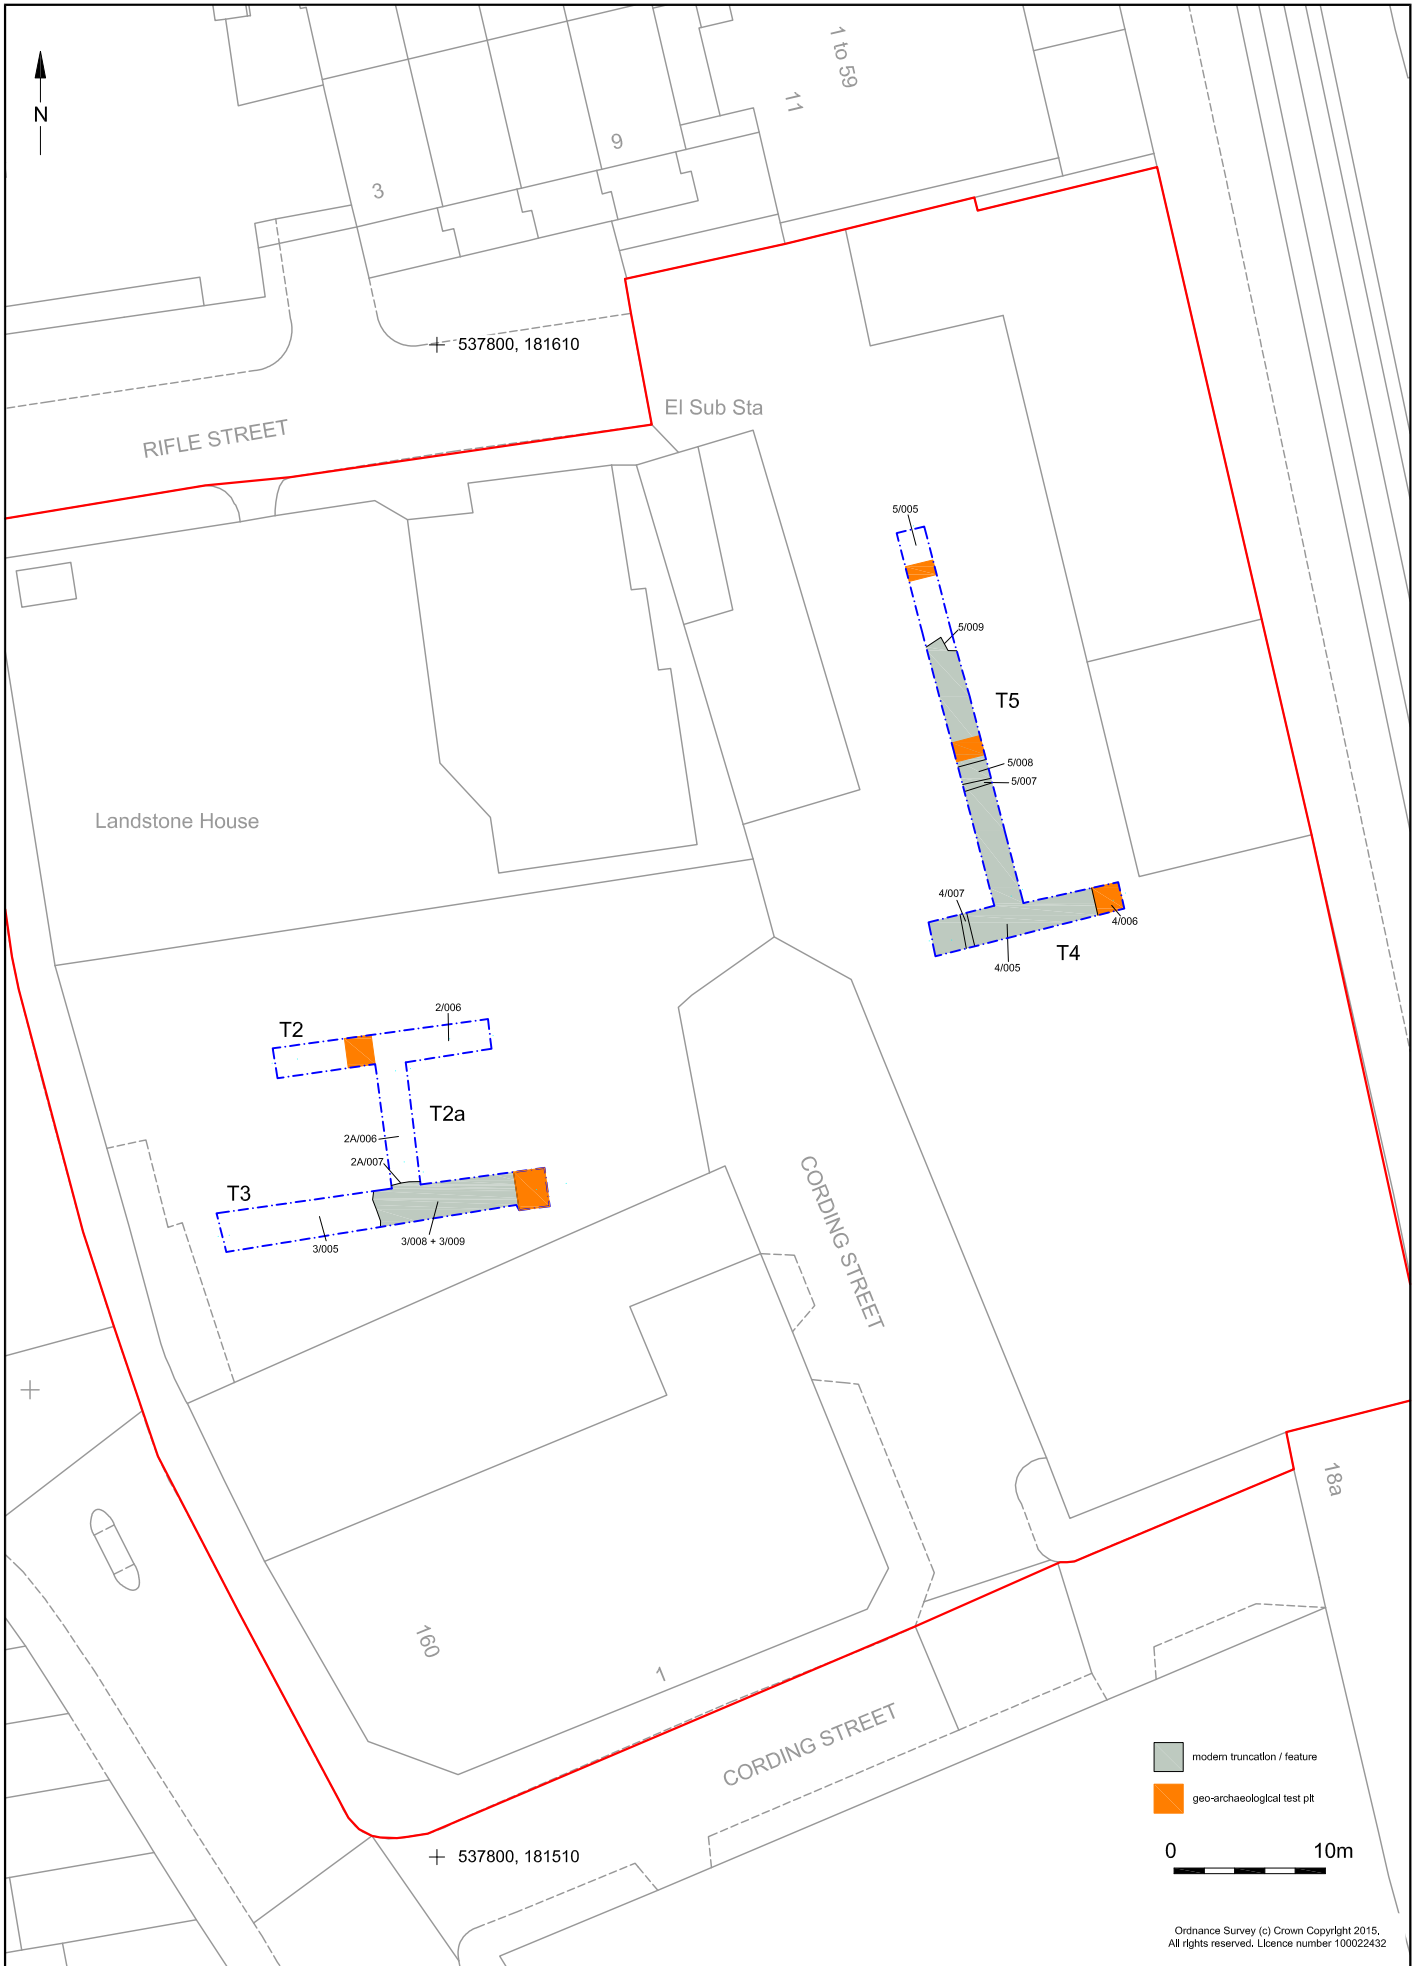 1 to 59
11
N
9
3
537800, 181610
El Sub Sta
RIFLE STREET
5/005
5/009
T5
5/008
5/007
Landstone House
4/007
4/006
T4
4/005
2/006
T2
T2a
2A/006
2A/007
T3
3/005
3/008 + 3/009
CORDING STREET
18a
160
1
CORDING STREET
modern truncation / feature
geo-archaeological test pit
537800, 181510
0 10m
Ordnance Survey (c) Crown Copyright 2015.
All rights reserved. Licence number 100022432